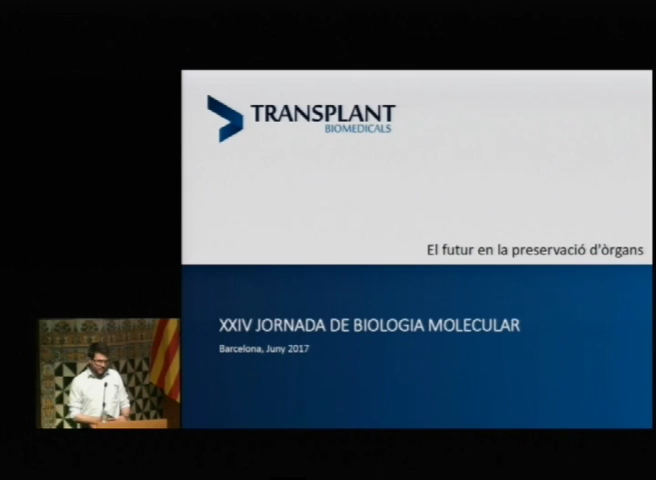 TRANSPLANT
BIOMEDICALS
El futur en la preservació d'òrgans
XXIV JORNADA DE BIOLOGIA MOLECULAR
Barcelona, Juny 2017